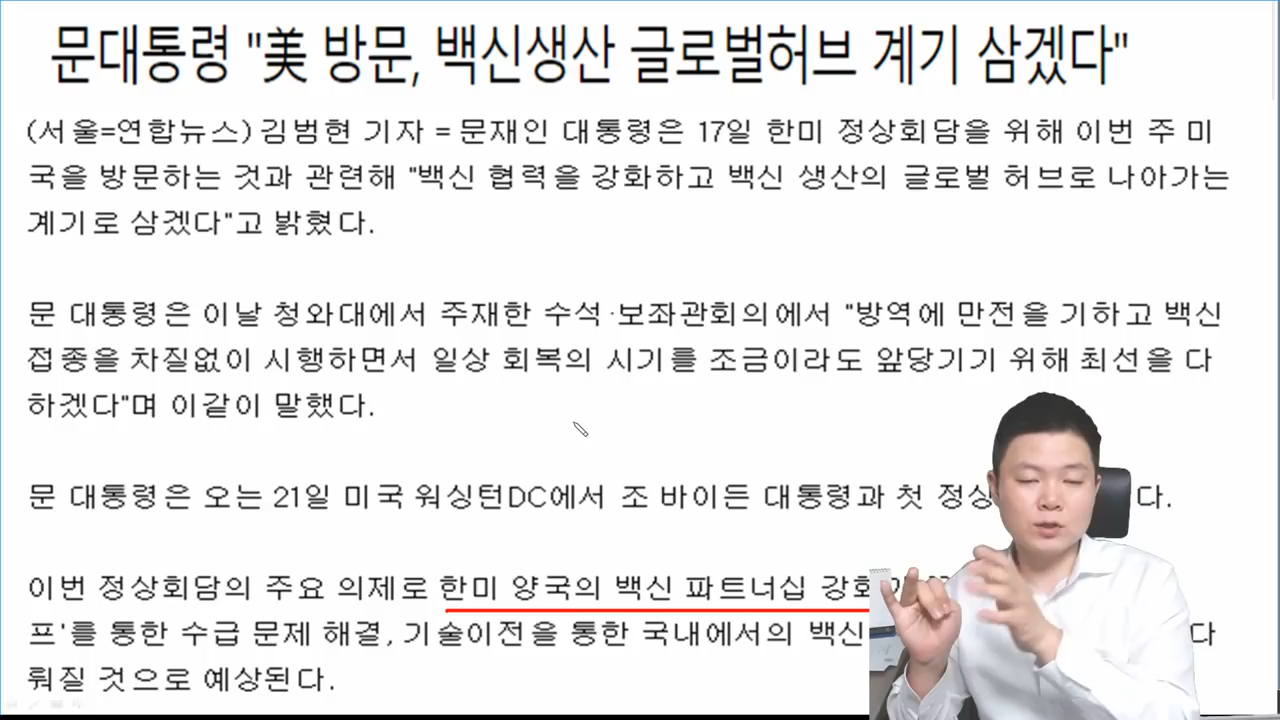 문대통령 "美 방문, 백신생산 글로벌허브 계기 삼겠다"
(서울=연합뉴스) 김범현 기자 = 문재인 대통령은 17일 한미 정상회담을 위해 이번 주 미
국을 방문하는 것과 관련해 "백신 협력을 강화하고 백신 생산의 글로벌 허브로 나아가는
계기로 삼겠다"고 밝혔다.
문 대통령은 이날 청와대에서 주재한 수석·보좌관회의에서 "방역에 만전을 기하고 백신
접종을 차질없이 시행하면서 일상 회복의 시기를 조금이라도 앞당기기 위해 최선을 다
하겠다"며 이같이 말했다.
문 대통령은 오는 21일 미국 워싱턴DC에서 조 바이든 대통령과 첫 다.
이번 정상회담의 주요 의제로 한미 양국의 백신 파트너십
프'를 통한 수급 문제 해결, 기술이전을 통한 국내에서의 백신 다
뤄질 것으로 예상된다.